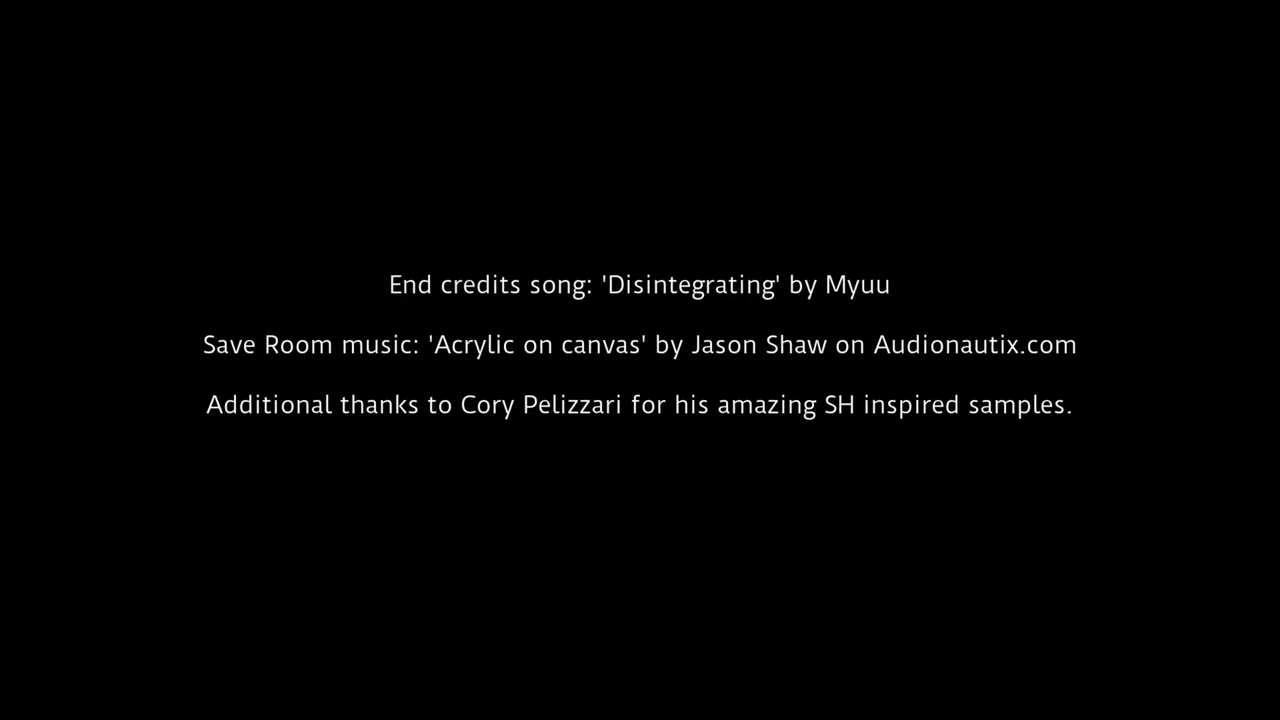 End credits song: 'Disintegrating' by Myuu
Save Room music: 'Acrylic on canvas' by Jason Shaw on Audionautix.com
Additional thanks to Cory Pelizzari for his amazing SH inspired samples.